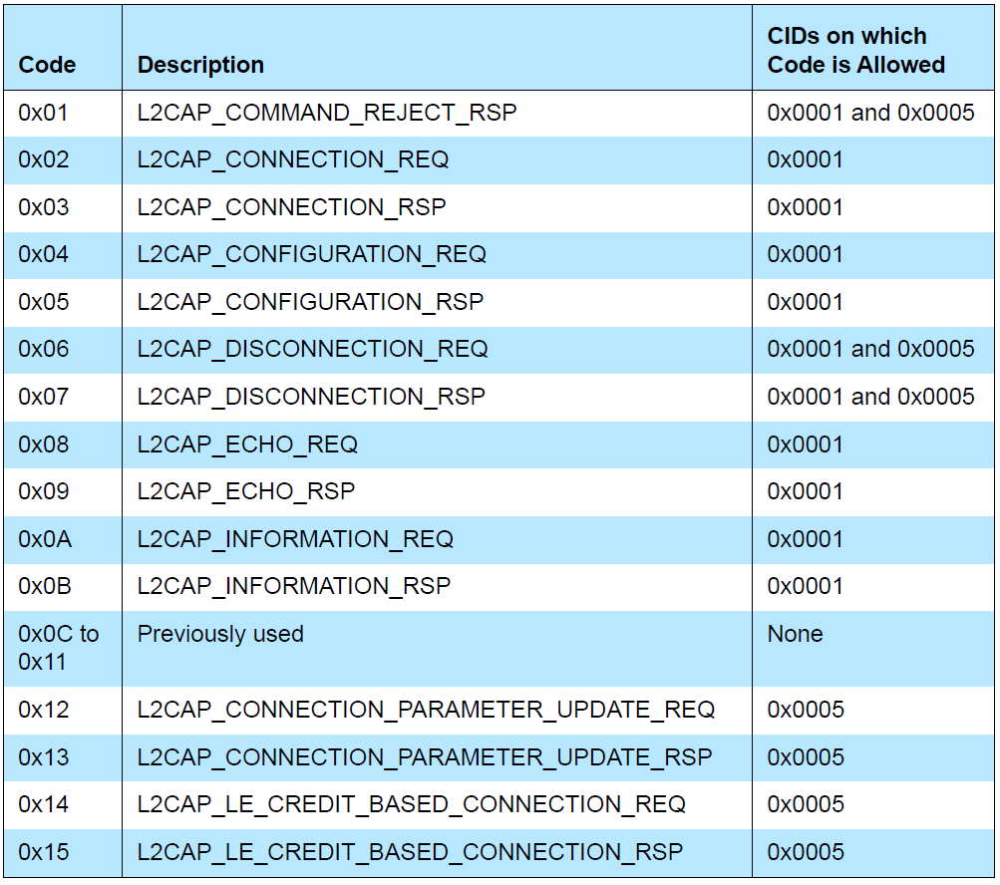 Code Description CIDs on which
Code is Allowed
0x01 L2CAP_COMMAND_REJECT_RSP 0x0001 and 0x0005
0x02 L2CAP_CONNECTION_REQ 0x0001
0x03 L2CAP_CONNECTION_RSP 0x0001
0x04 L2CAP_CONFIGURATION_REQ 0x0001
0x05 L2CAP_CONFIGURATION_RSP 0x0001
0x06 L2CAP_DISCONNECTION_REQ 0x0001 and 0x0005
0x07 L2CAP_DISCONNECTION_RSP 0x0001 and 0x0005
0x08 L2CAP_ECHO_REQ 0x0001
0x09 L2CAP_ECHO_RSP 0x0001
0x0A L2CAP_INFORMATION_REQ 0x0001
0x0B L2CAP_INFORMATION_RSP 0x0001
0x0C to Previously used None
0x11
0x12 L2CAP_CONNECTION_PARAMETER_UPDATE_REQ 0x0005
0x13 L2CAP_CONNECTION_PARAMETER_UPDATE_RSP 0x0005
0x14 L2CAP_LE_CREDIT_BASED_CONNECTION_REQ 0x0005
0x15 L2CAP_LE_CREDIT_BASED_CONNECTION_RSP 0x0005